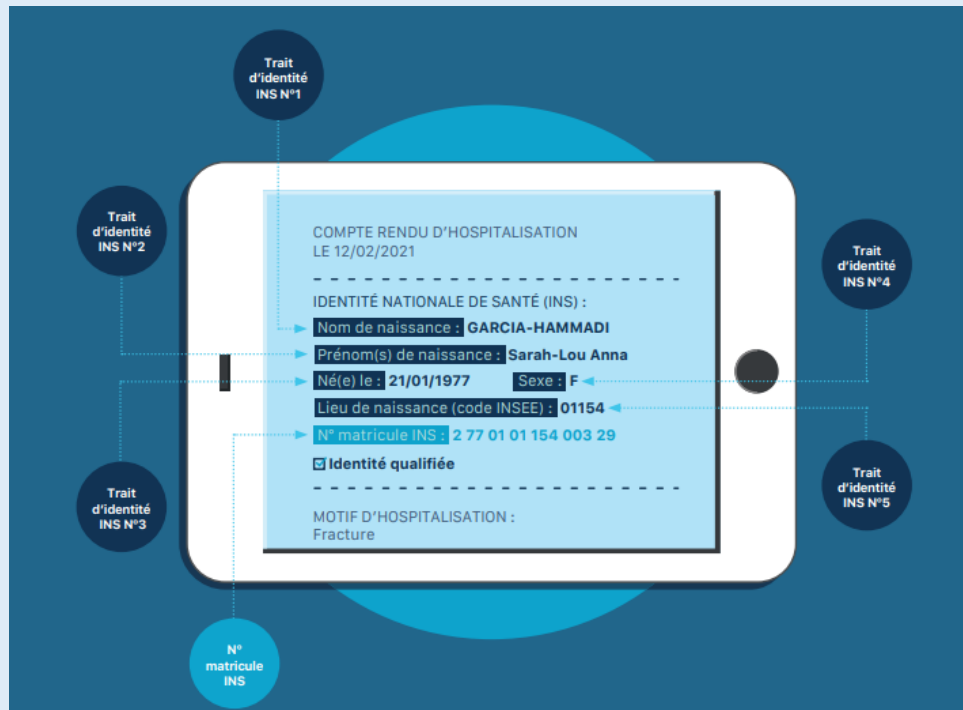 Trait
d'identité
INS N°1
Trait
d'identité
INS N°2
Trait
d'identité
INS N°4
COMPTE RENDU D'HOSPITALISATION
LE 12/02/2021
IDENTITÉ NATIONALE DE SANTÉ (INS) :
Nom de naissance : GARCIA-HAMMADI
Prénom(s) de naissance : Sarah-Lou Anna
Né(e) le : 21/01/1977 Sexe : F
Lieu de naissance (code INSEE) : 01154
N° matricule INS : 2 77 01 01 154 003 29
Identité qualifiée
MOTIF D'HOSPITALISATION :
Fracture
Trait
d'identité
INS N°3
Trait
d'identité
INS N°5
N°
matricule
INS